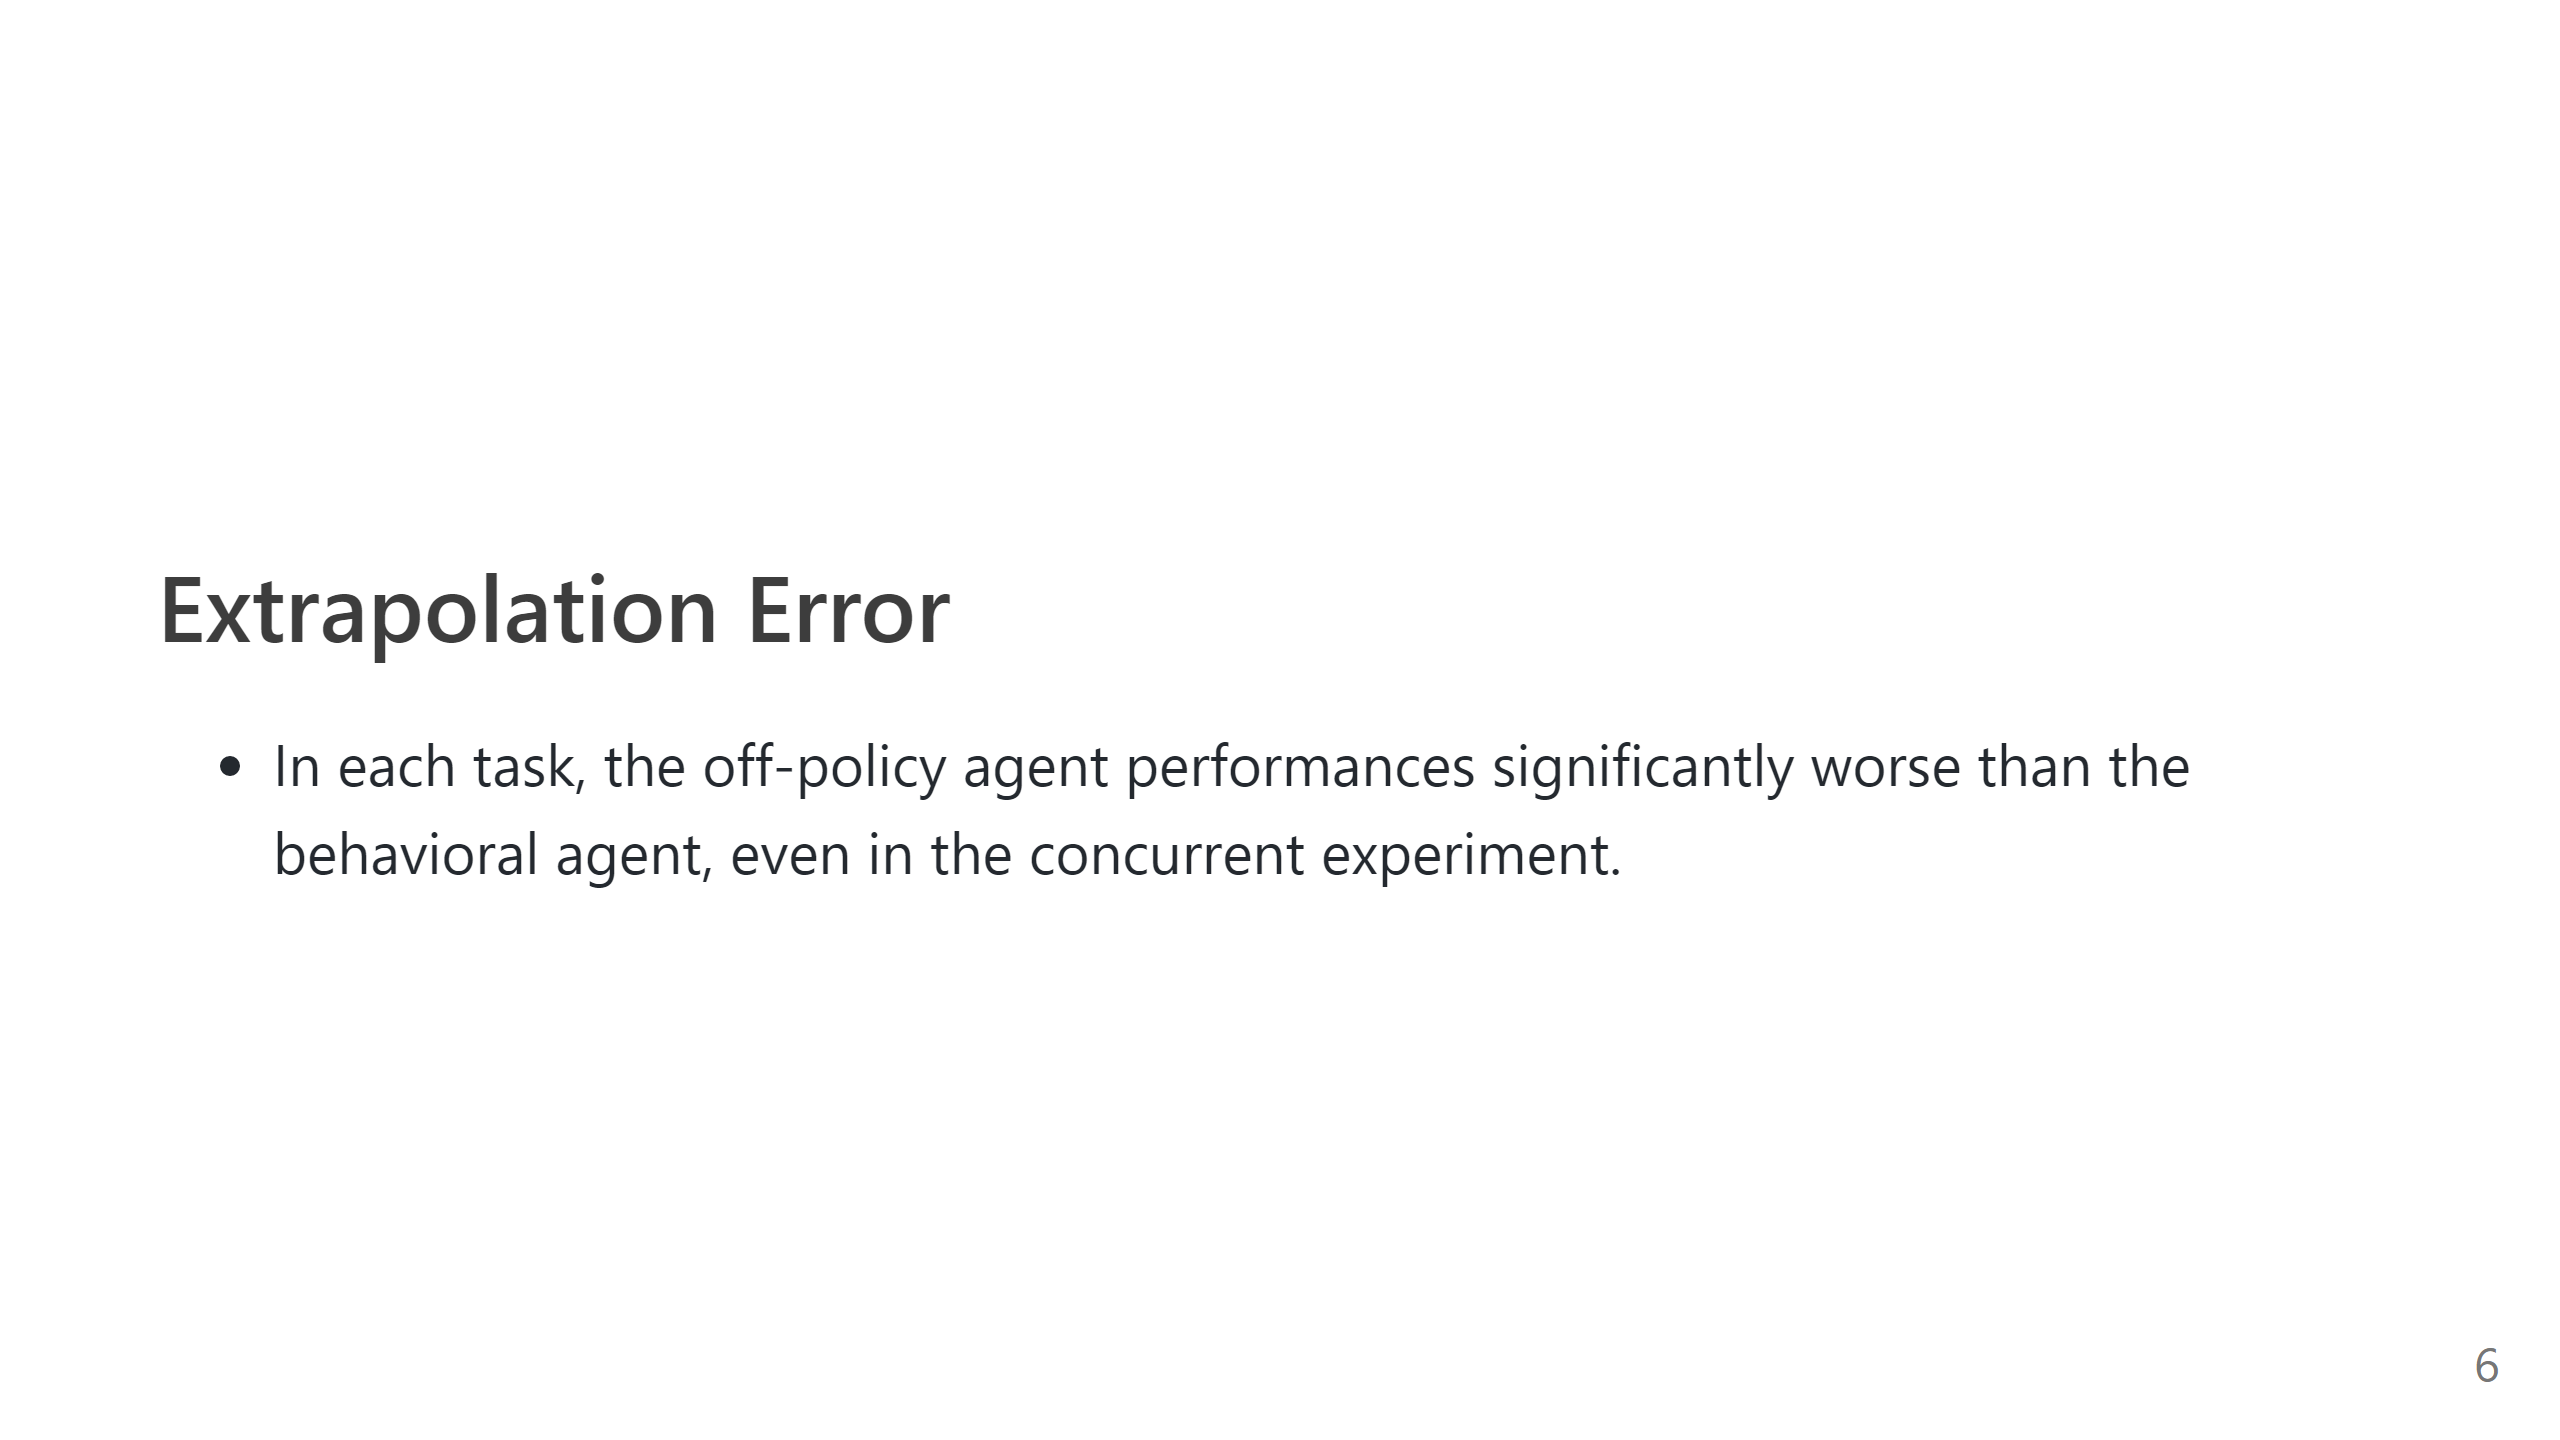 Extrapolation Error
• In each task, the off-policy agent performances significantly worse than the
behavioral agent, even in the concurrent experiment.
6